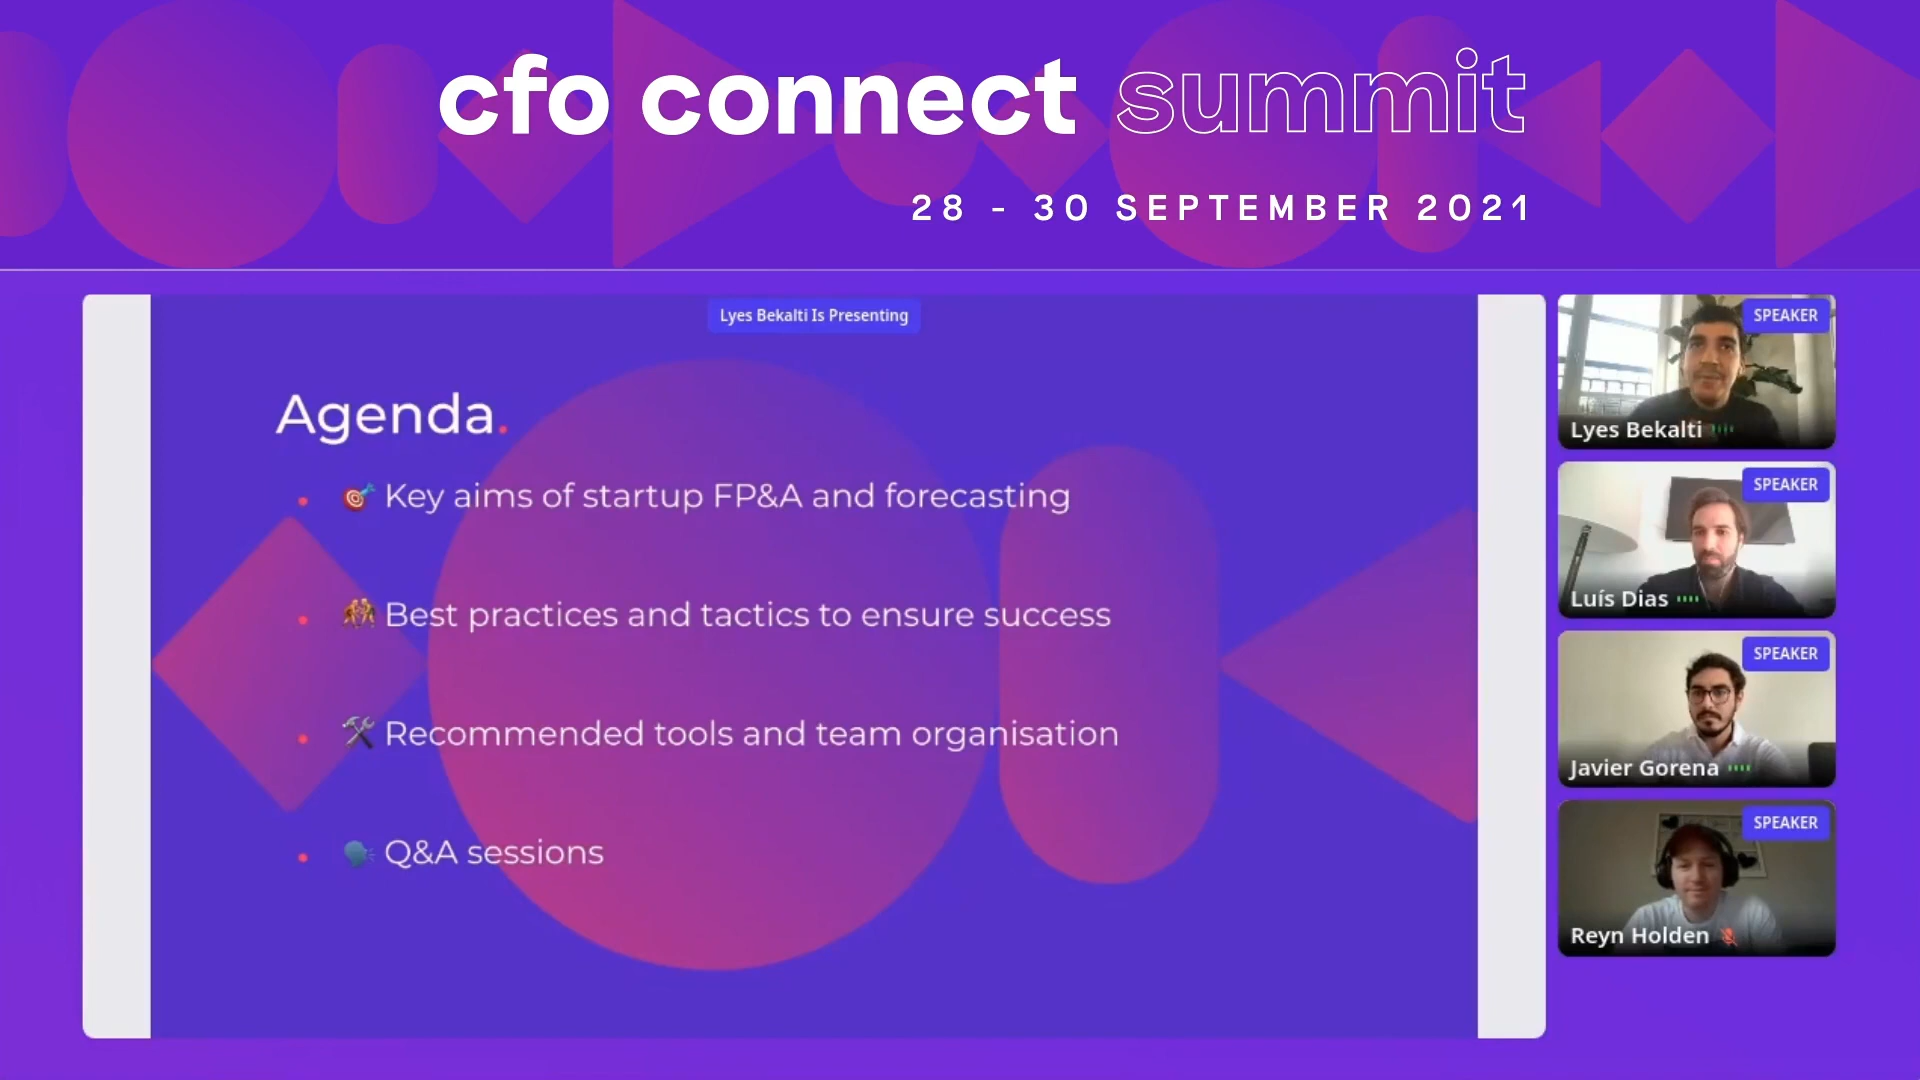 cfo connect summit
28 - 30 SEPTEMBER 2021
Lyes Bekalti Is Presenting
Agenda.
Key aims of startup FP&A and forecasting
Best practices and tactics to ensure success
Recommended tools and team organisation
Q&A sessions
SPEAKER
Lyes Bekalti
SPEAKER
Luís Dias
SPEAKER
Javier Gorena
SPEAKER
Reyn Holden